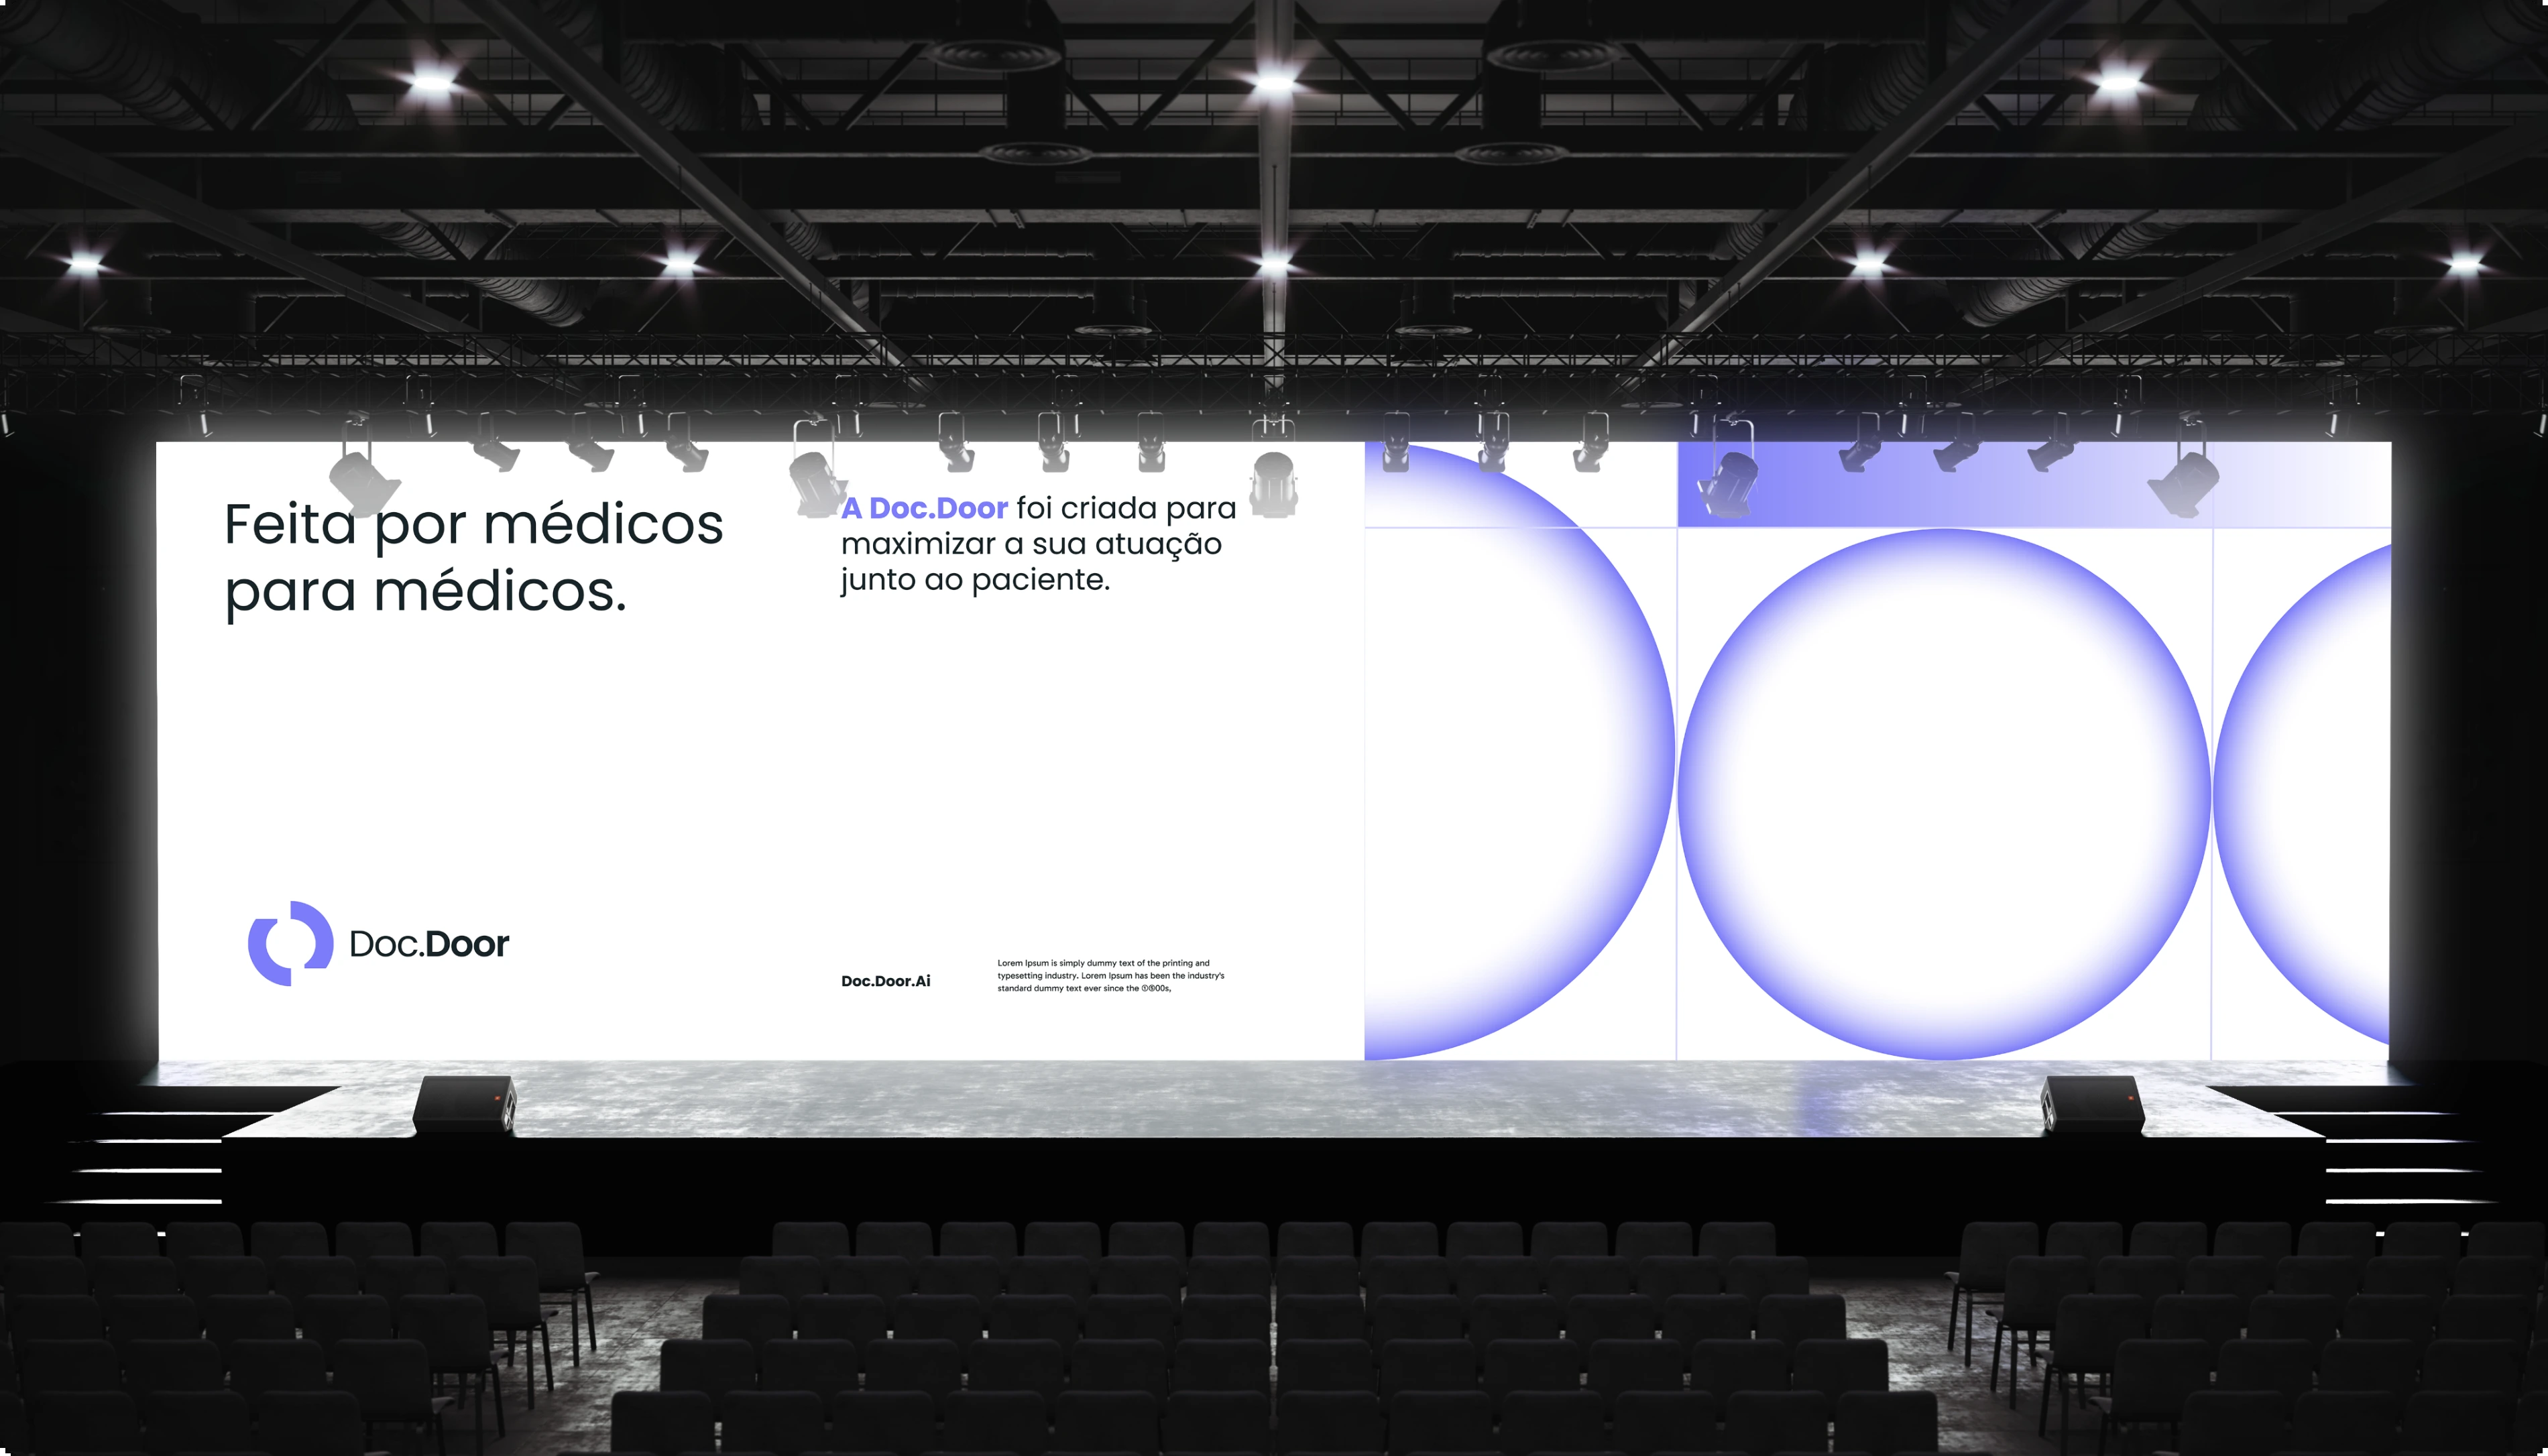 Feita por médicos
para médicos.
A Doc.Door foi criada para
maximizar a sua atuação
junto ao paciente.
Doc.Door
Doc.Door.Ai
Lorem Ipsum is simply dummy text of the printing and
typesetting industry. Lorem Ipsum has been the industry's
standard dummy text ever since the ①⑤00s,